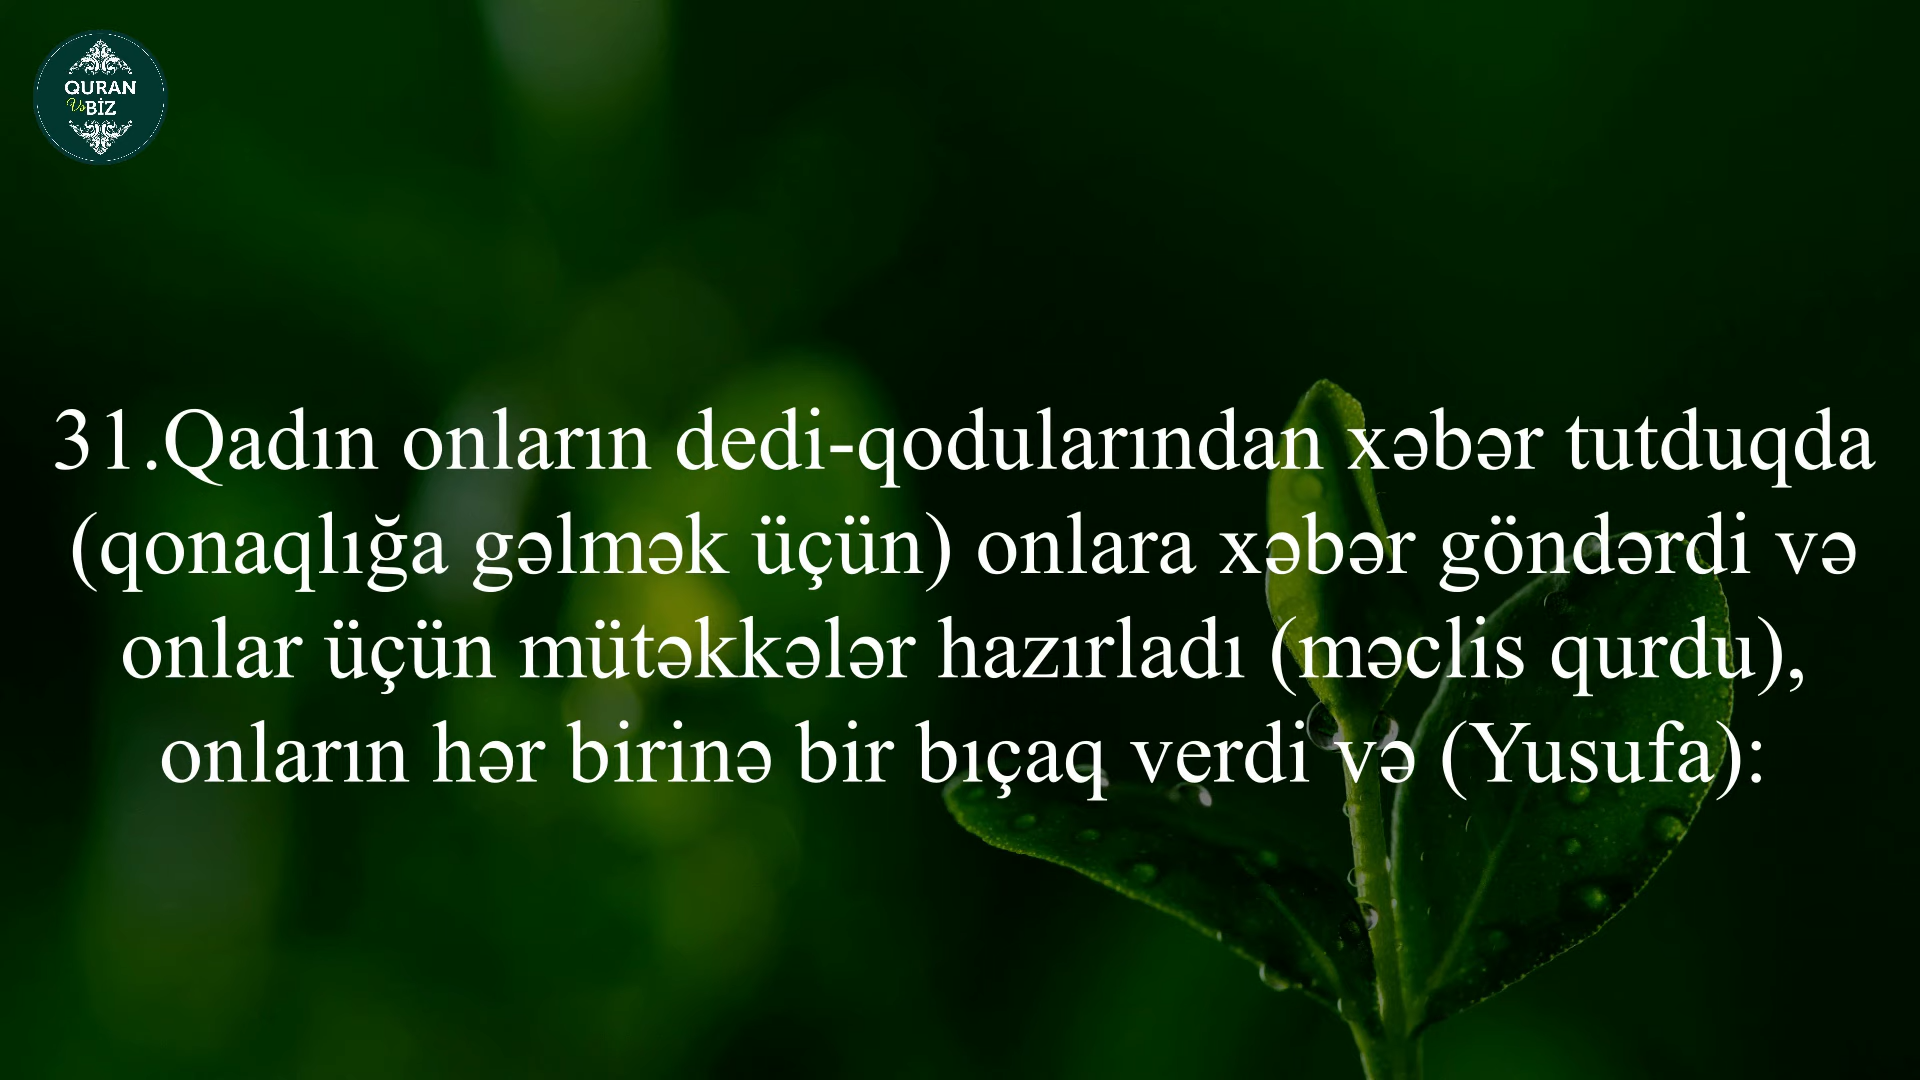 QURAN
Və BİZ
31.Qadın onların dedi-qodularından xəbər tutduqda
(qonaqlığa gəlmək üçün) onlara xəbər göndərdi və
onlar üçün mütəkkələr hazırladı (məclis qurdu),
onların hər birinə bir bıçaq verdi və (Yusufa):